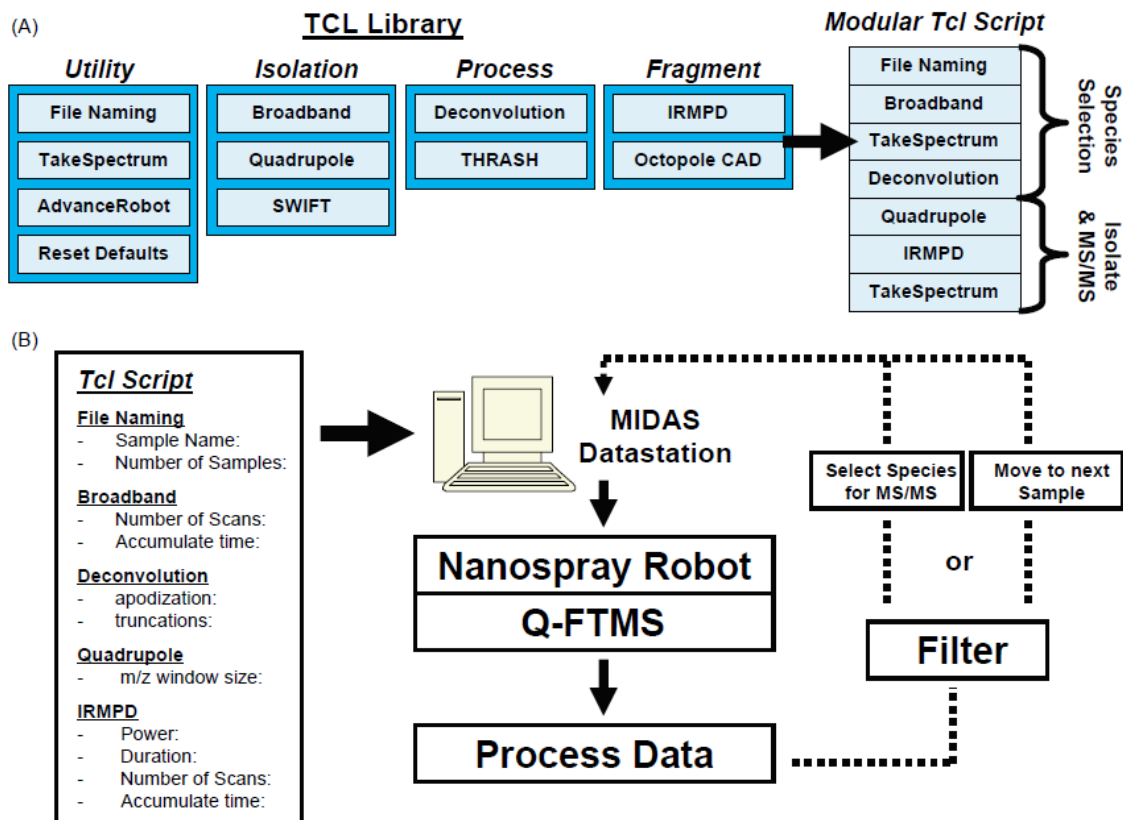 (A)
TCL Library
Utility
File Naming
TakeSpectrum
AdvanceRobot
Reset Defaults
Isolation
Broadband
Quadrupole
SWIFT
Process
Deconvolution
THRASH
Fragment
IRMPD
Octopole CAD
Modular Tcl Script
File Naming
Broadband
TakeSpectrum
Deconvolution
Quadrupole
IRMPD
TakeSpectrum
Species
Selection
Isolate
& MS/MS
(B)
Tcl Script
File Naming
- Sample Name:
- Number of Samples:
Broadband
- Number of Scans:
- Accumulate time:
Deconvolution
- apodization:
- truncations:
Quadrupole
- m/z window size:
IRMPD
- Power:
- Duration:
- Number of Scans:
- Accumulate time:
MIDAS
Datastation
Nanospray Robot
Q-FTMS
Process Data
Select Species
for MS/MS
Move to next
Sample
or
Filter